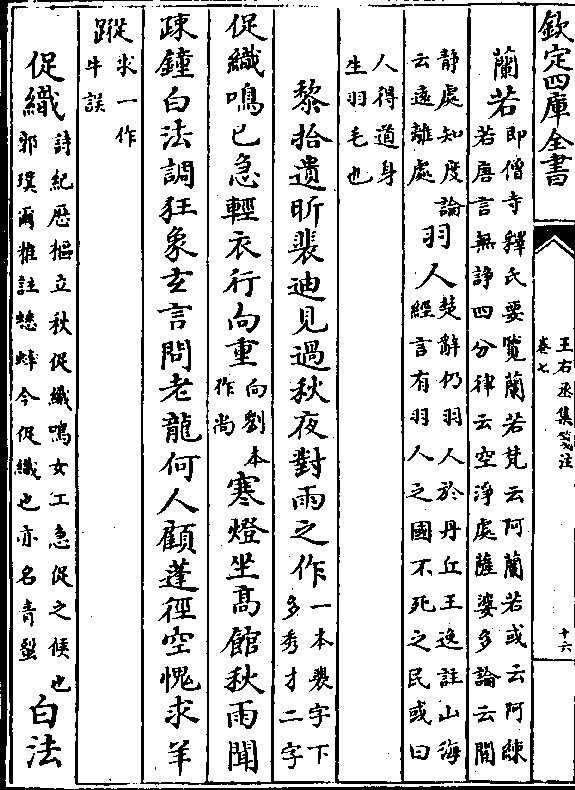 欽定四庫全書
王右丞集箋注
卷七
十六
蘭若即僧寺釋氏要覽蘭若梵云阿蘭若或云阿練
若唐言無諍四分律云空淨處薩婆多論云閒
靜處知度論
云遠離處
羽人楚辭仍羽人於丹丘王逸註山海
經言有羽人之國不死之民或曰
人得道身
生羽毛也
黎拾遺昕裴迪見過秋夜對雨之作一本裴字下
多秀才二字
促織鳴已急輕衣行向重向劉本
作尚
寒燈坐高館秋雨聞
疎鐘白法調狂象玄言問老龍何人顧蓬徑空愧求羊
蹤求一作
牛誤
促織詩紀歴樞立秋促織鳴女工急促之候也
郭璞爾雅註蟋蟀今促織也亦名青蛚
白法